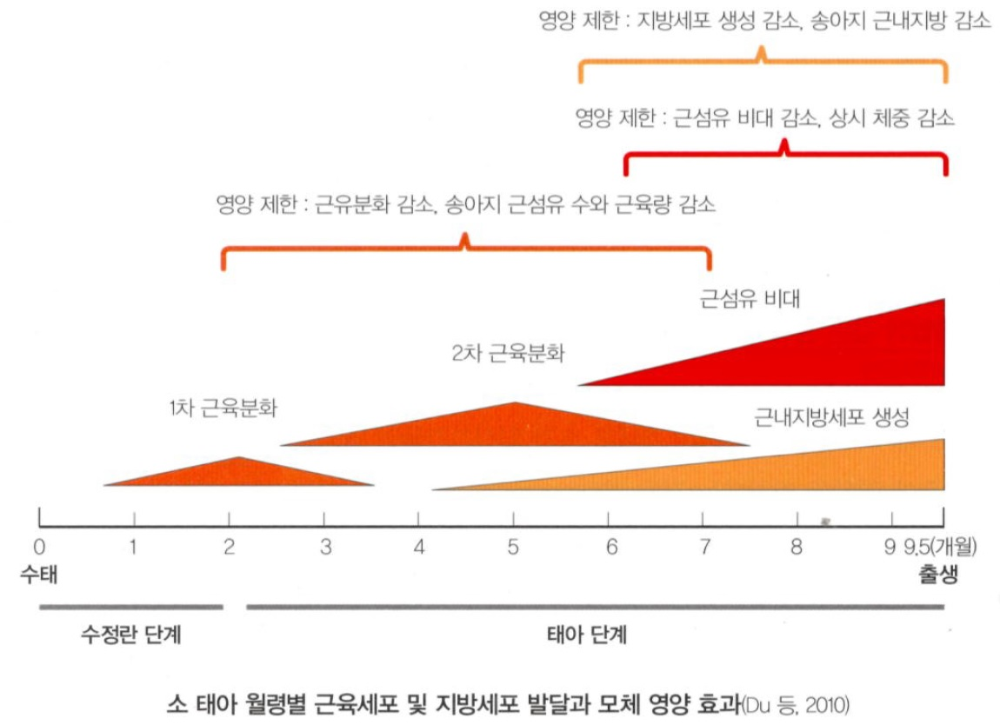 영양 제한 : 지방세포 생성 감소, 송아지 근내지방 감소
영양 제한 : 근섬유 비대 감소, 상시 체중 감소
영양 제한 : 근유분화 감소, 송아지 근섬유 수와 근육량 감소
근섬유 비대
2차 근육분화
1차 근육분화
근내지방세포 생성
0 1 2 3 4 5 6 7 8 9 9.5(개월)
수태 출생
수정란 단계 태아 단계
소 태아 월령별 근육세포 및 지방세포 발달과 모체 영양 효과(Du 등, 2010)